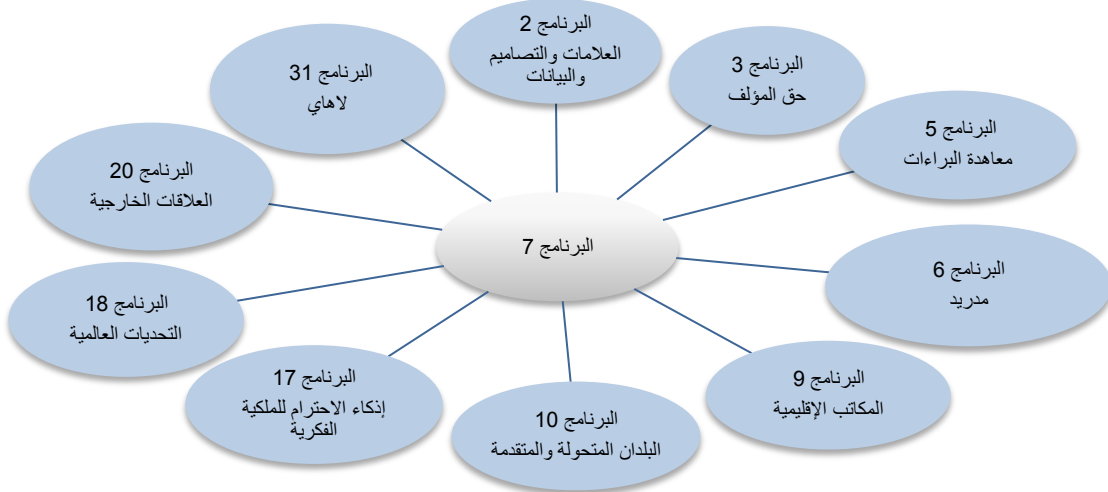 البرنامج 2
العلامات والتصاميم
والبيانات
البرنامج 3
حق المؤلف
البرنامج 5
معاهدة البراءات
البرنامج 6
مدريد
البرنامج 9
المكاتب الإقليمية
البرنامج 10
البلدان المتحولة والمتقدمة
البرنامج 17
إذكاء الاحترام للملكية
الفكرية
البرنامج 18
التحديات العالمية
البرنامج 20
العلاقات الخارجية
البرنامج 31
لاهاي
البرنامج 7